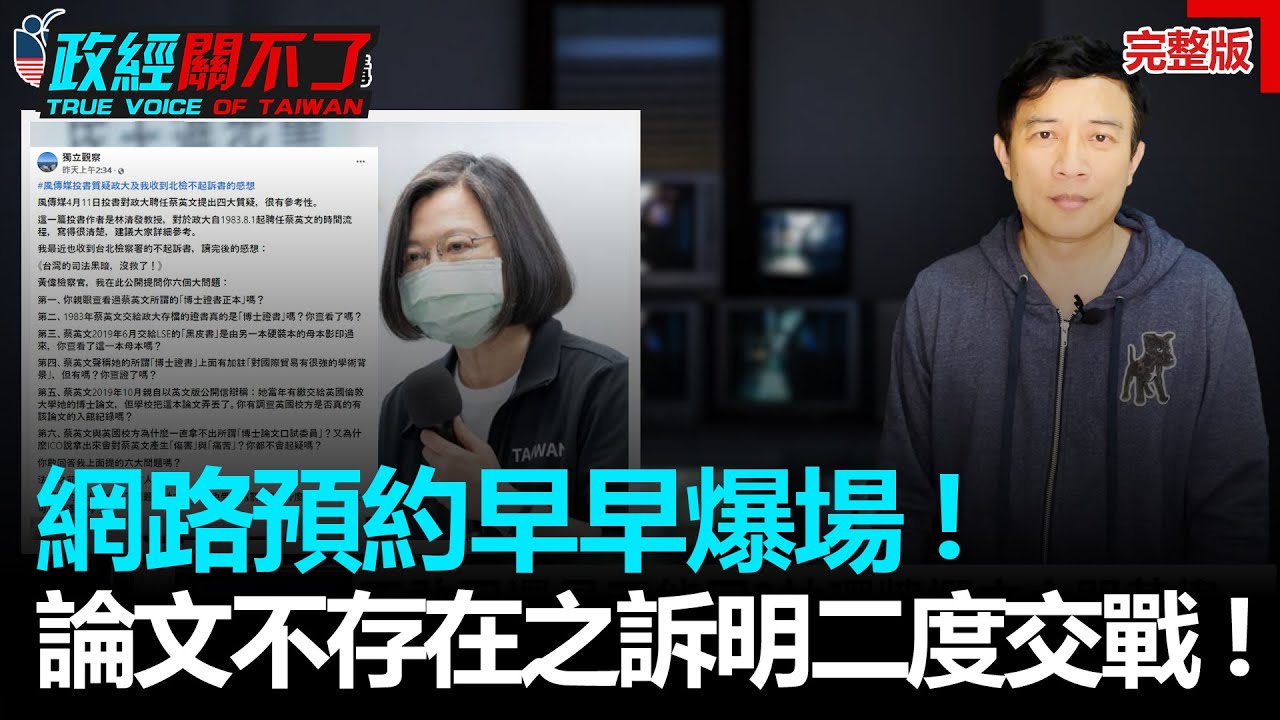 政經關不了
TRUE VOICE OF TAIWAN
完整版
獨立觀察
昨天上午2:34
#風傳媒投書質疑政大及我收到北檢不起訴書的感想
風傳媒4月11日投書對政大聘任蔡英文提出四大質疑，很有參考性。
這一篇投書作者是林清發教授，對於政大自1983.8.1起聘任蔡英文的時間流
程，寫得很清楚，建議大家詳細參考。
我最近也收到台北檢察署的不起訴書，讀完後的感想：
《台灣的司法黑暗，沒救了！》
黃偉檢察官，我在此公開提問你六個大問題：
第一、你親眼查看過蔡英文所謂的「博士證書正本」嗎？
第二、1983年蔡英文交給政大存檔的證書真的是「博士證書」嗎？你查看了嗎？
第三、蔡英文2019年6月交給LSE的「黑皮書」是由另一本硬裝本的母本影印過
來，你查看了這一本母本嗎？
第四、蔡英文聲稱她的所謂「博士證書」上面有加註「對國際貿易有很強的學術背
景」，但有嗎？你查證了嗎？
第五、蔡英文2019年10月親自以英文版公開信辯稱：她當年有繳交給英國倫敦
大學她的博士論文，但學校把這本論文弄丟了。你有調查英國校方是否真的有
該論文的入館紀錄嗎？
第六、蔡英文與英國校方為什麼一直拿不出所謂「博士論文口試委員」？又為什
麼ICO說拿出來會對蔡英文產生「傷害」與「痛苦」？你都不會起疑嗎？
你敢回答我上面提的六大問題嗎？
TAIWAN
網路預約早早爆場！
論文不存在之訴明二度交戰！